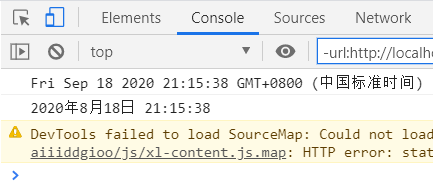 Elements Console Sources Network
top -url:http://localho
Fri Sep 18 2020 21:15:38 GMT+0800 (中国标准时间)
2020年8月18日 21:15:38
DevTools failed to load SourceMap: Could not load
aiiiddgioo/js/xl-content.js.map: HTTP error: stat